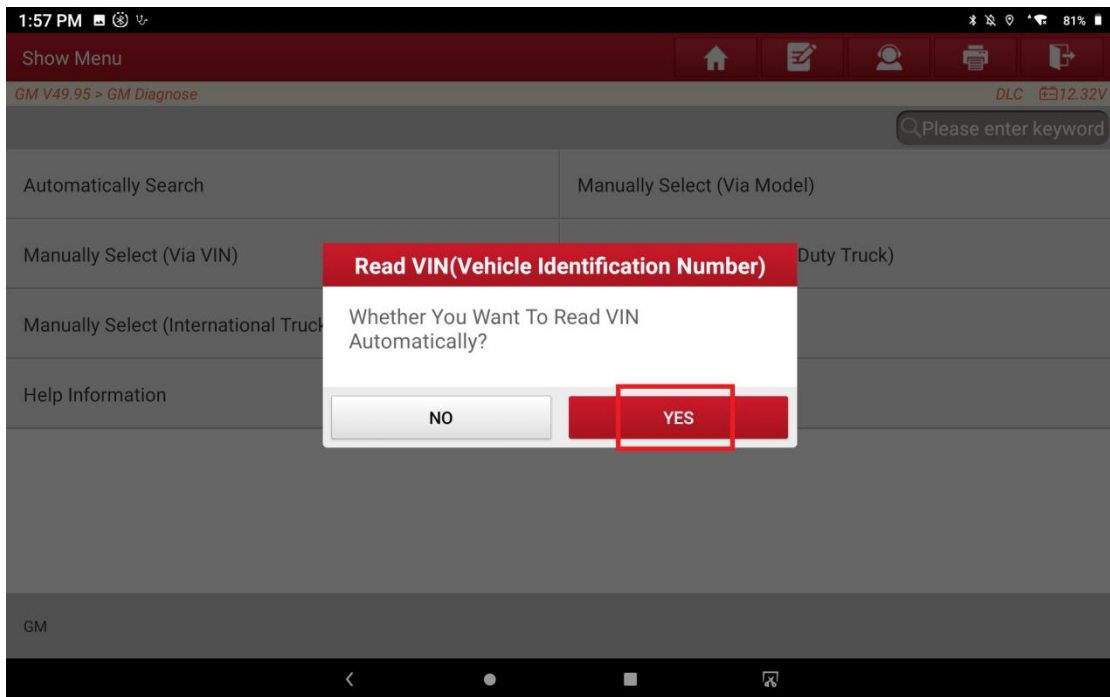 1:57 PM
81%
Show Menu
GM V49.95 > GM Diagnose
DLC 12.32V
Please enter keyword
Automatically Search
Manually Select (Via Model)
Manually Select (Via VIN)
Duty Truck)
Manually Select (International Truck
Help Information
Read VIN(Vehicle Identification Number)
Whether You Want To Read VIN
Automatically?
NO
YES
GM